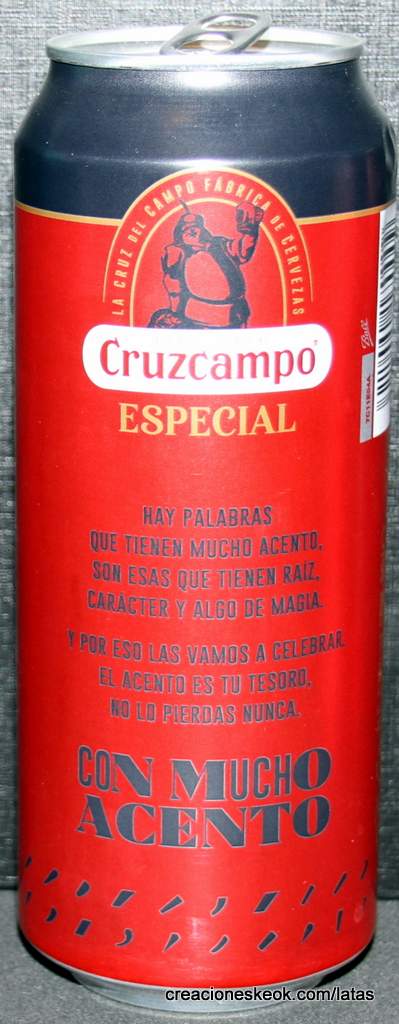 LA CRUZ DEL CAMPO FÁBRICA DE CERVEZAS
Cruzcampo
ESPECIAL
Ball
HAY PALABRAS
QUE TIENEN MUCHO ACENTO,
SON ESAS QUE TIENEN RAÍZ,
CARÁCTER Y ALGO DE MAGIA.
Y POR ESO LAS VAMOS A CELEBRAR.
EL ACENTO ES TU TESORO,
NO LO PIERDAS NUNCA.
CON MUCHO
ACENTO
creacioneskeok.com/latas